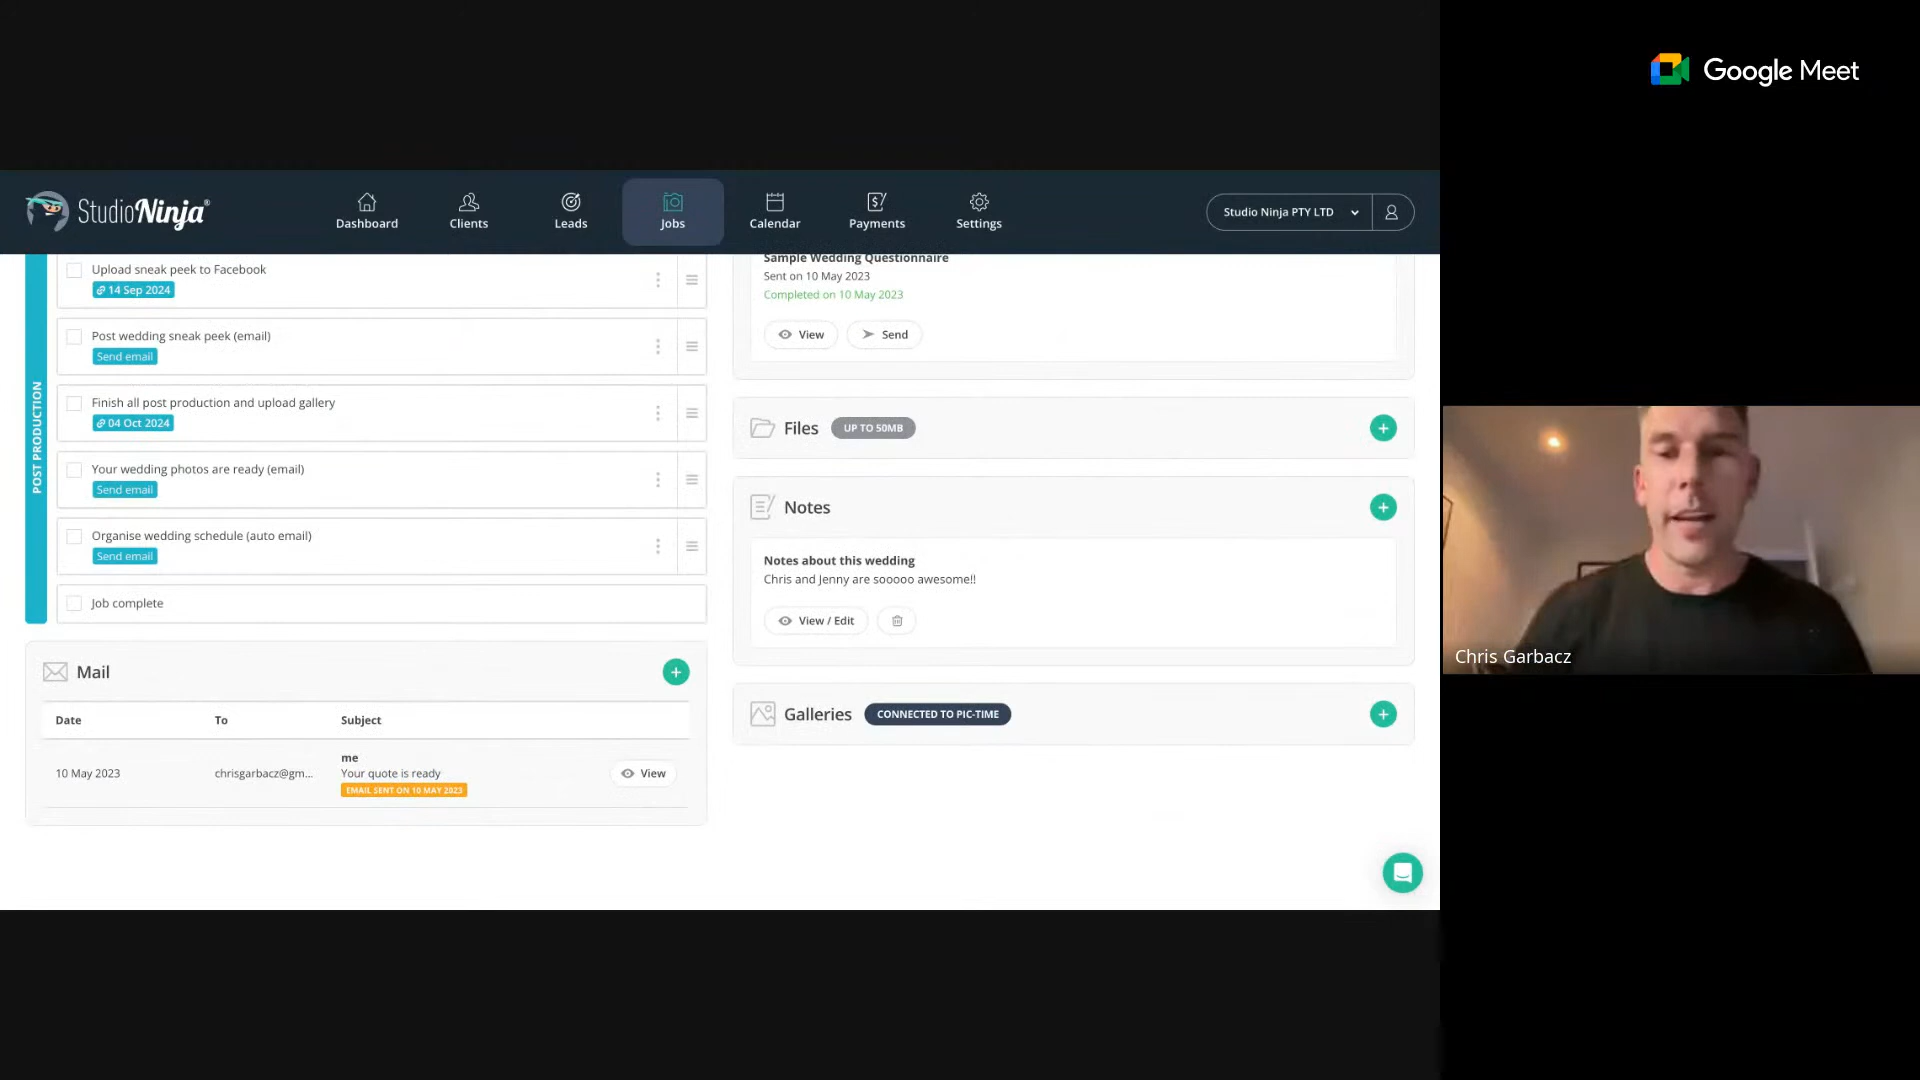 Google Meet
StudioNinja®
Dashboard
Clients
Leads
Jobs
Calendar
Payments
Settings
Studio Ninja PTY LTD
POST PRODUCTION
Upload sneak peek to Facebook
14 Sep 2024
Post wedding sneak peek (email)
Send email
Finish all post production and upload gallery
04 Oct 2024
Your wedding photos are ready (email)
Send email
Organise wedding schedule (auto email)
Send email
Job complete
Mail
Date To Subject
10 May 2023
chrisgarbacz@gm...
me
Your quote is ready
EMAIL SENT ON 10 MAY 2023
View
Sample Wedding Questionnaire
Sent on 10 May 2023
Completed on 10 May 2023
View
Send
Files UP TO 50MB
Notes
Notes about this wedding
Chris and Jenny are sooooo awesome!!
View / Edit
Galleries CONNECTED TO PIC-TIME
Chris Garbacz